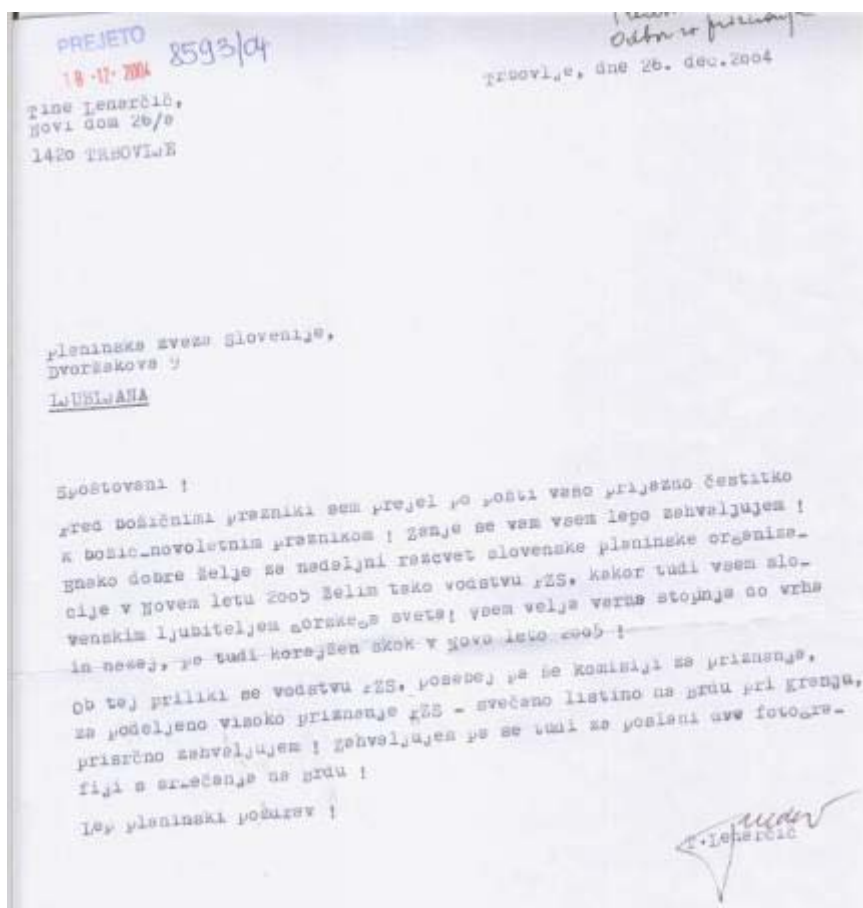 Odbor za priznanja
PREJETO
8593/04
18 -12- 2004
Trbovlje, dne 26. dec.2004
Tine Lenarčič,
Novi dom 26/a
1420 TRBOVLJE
Planinska zveza Slovenije,
Dvoržakova 9
LJUBLJANA
Spoštovani !
Pred božičnimi prazniki sem prejel po pošti vašo prijazno čestitko
k božič-novoletnim praznikom ! Zanje se vam vsem lepo zahvaljujem !
Enako dobre želje za nadaljni razcvet slovenske planinske organiza-
cije v Novem letu 2005 želim tako vodstvu PZS, kakor tudi vsem slo-
venskim ljubiteljem gorskega sveta! Vsem velja varna stopnja do vrha
in nasaj, pa tudi korajžen skok v Novo leto 2005 !
Ob tej priliki se vodstvu PZS, posebej pa še komisiji za priznanja,
za podeljeno visoko priznanje PZS - svečano listino na Brdu pri Kranju,
prisrčno zahvaljujem ! Zahvaljujem pa se tudi za poslani dve fotogra-
fiji s srečanja na Brdu !
Lep planinski pozdrav !
T.Lenarčič